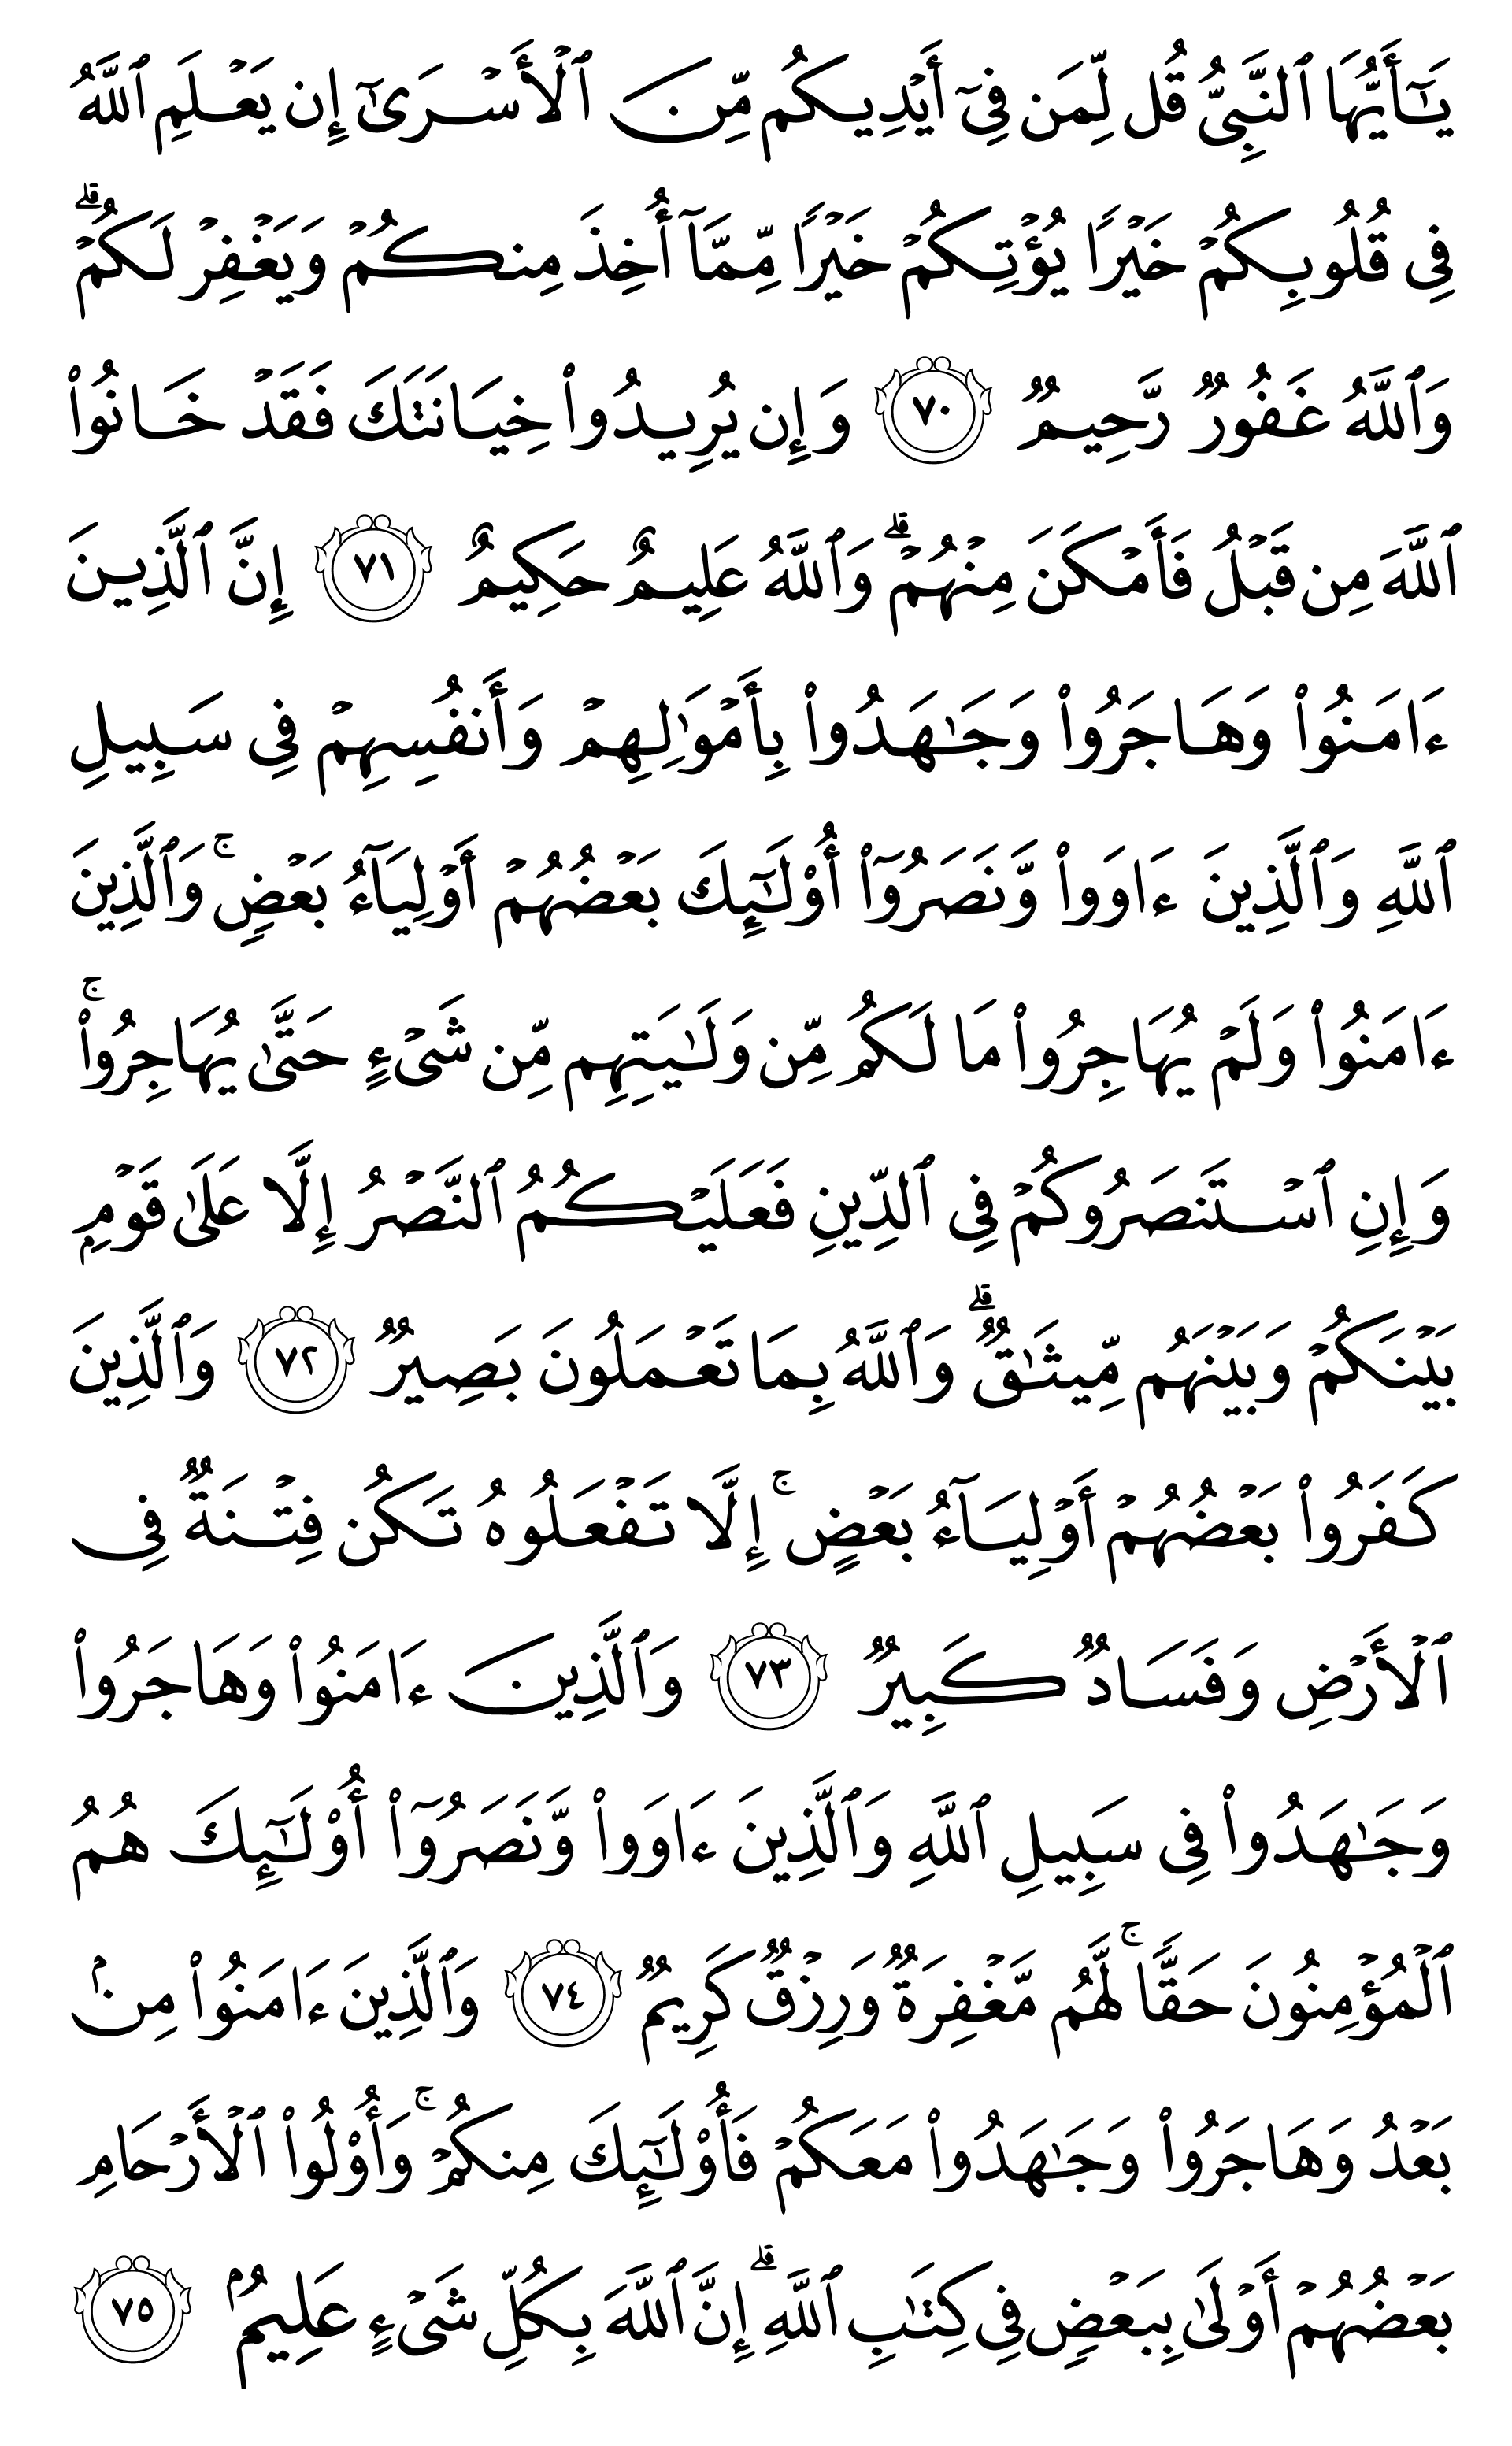 يَٰٓأَيُّهَا ٱلنَّبِيُّ قُل لِّمَن فِيٓ أَيۡدِيكُم مِّنَ ٱلۡأَسۡرَىٰٓ إِن يَعۡلَمِ ٱللَّهُ
فِي قُلُوبِكُمۡ خَيۡرٗا يُؤۡتِكُمۡ خَيۡرٗا مِّمَّآ أُخِذَ مِنكُمۡ وَيَغۡفِرۡ لَكُمۡۗ
وَٱللَّهُ غَفُورٞ رَّحِيمٞ ٧٠ وَإِن يُرِيدُواْ خِيَانَتَكَ فَقَدۡ خَانُواْ
ٱللَّهَ مِن قَبۡلُ فَأَمۡكَنَ مِنۡهُمۡۗ وَٱللَّهُ عَلِيمٌ حَكِيمٌ ٧١ إِنَّ ٱلَّذِينَ
ءَامَنُواْ وَهَاجَرُواْ وَجَٰهَدُواْ بِأَمۡوَٰلِهِمۡ وَأَنفُسِهِمۡ فِي سَبِيلِ
ٱللَّهِ وَٱلَّذِينَ ءَاوَواْ وَّنَصَرُوٓاْ أُوْلَٰٓئِكَ بَعۡضُهُمۡ أَوۡلِيَآءُ بَعۡضٖۚ وَٱلَّذِينَ
ءَامَنُواْ وَلَمۡ يُهَاجِرُواْ مَا لَكُم مِّن وَلَٰيَتِهِم مِّن شَيۡءٍ حَتَّىٰ يُهَاجِرُواْۚ
وَإِنِ ٱسۡتَنصَرُوكُمۡ فِي ٱلدِّينِ فَعَلَيۡكُمُ ٱلنَّصۡرُ إِلَّا عَلَىٰ قَوۡمِۭ
بَيۡنَكُمۡ وَبَيۡنَهُم مِّيثَٰقٞۗ وَٱللَّهُ بِمَا تَعۡمَلُونَ بَصِيرٞ ٧٢ وَٱلَّذِينَ
كَفَرُواْ بَعۡضُهُمۡ أَوۡلِيَآءُ بَعۡضٍۚ إِلَّا تَفۡعَلُوهُ تَكُن فِتۡنَةٞ فِي
ٱلۡأَرۡضِ وَفَسَادٞ كَبِيرٞ ٧٣ وَٱلَّذِينَ ءَامَنُواْ وَهَاجَرُواْ
وَجَٰهَدُواْ فِي سَبِيلِ ٱللَّهِ وَٱلَّذِينَ ءَاوَواْ وَّنَصَرُوٓاْ أُوْلَٰٓئِكَ هُمُ
ٱلۡمُؤۡمِنُونَ حَقّٗاۚ لَّهُم مَّغۡفِرَةٞ وَرِزۡقٞ كَرِيمٞ ٧٤ وَٱلَّذِينَ ءَامَنُواْ مِنۢ
بَعۡدُ وَهَاجَرُواْ وَجَٰهَدُواْ مَعَكُمۡ فَأُوْلَٰٓئِكَ مِنكُمۡۚ وَأُوْلُواْ ٱلۡأَرۡحَامِ
بَعۡضُهُمۡ أَوۡلَىٰ بِبَعۡضٖ فِي كِتَٰبِ ٱللَّهِۗ إِنَّ ٱللَّهَ بِكُلِّ شَيۡءٍ عَلِيمُۢ ٧٥